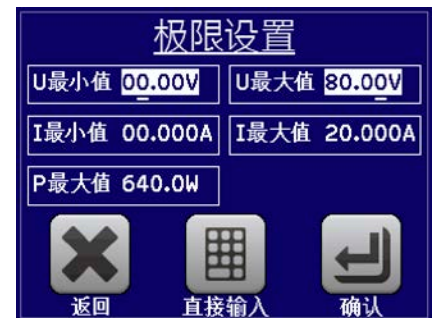 极限设置
U最小值 00.00V U最大值 80.00V
I最小值 00.000A I最大值 20.000A
P最大值 640.0W
返回 直接输入 确认